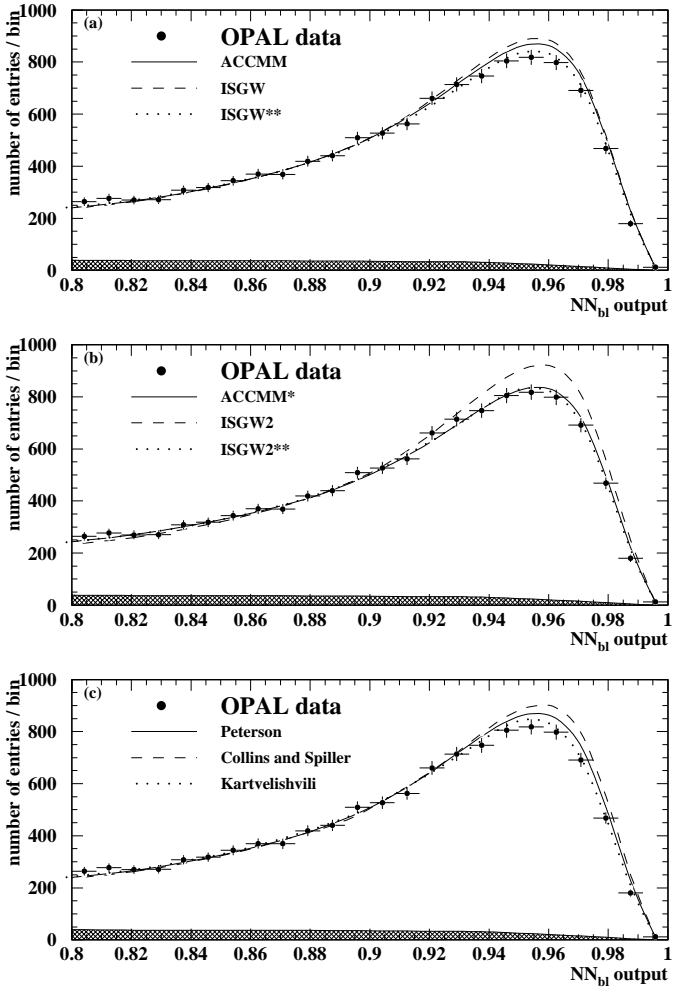 number of entries / bin
1000
800
600
400
200
0
(a)
OPAL data
ACCMM
ISGW
ISGW**
0.8 0.82 0.84 0.86 0.88 0.9 0.92 0.94 0.96 0.98 1
NNbl output
number of entries / bin
1000
800
600
400
200
0
(b)
OPAL data
ACCMM*
ISGW2
ISGW2**
0.8 0.82 0.84 0.86 0.88 0.9 0.92 0.94 0.96 0.98 1
NNbl output
number of entries / bin
1000
800
600
400
200
0
(c)
OPAL data
Peterson
Collins and Spiller
Kartvelishvili
0.8 0.82 0.84 0.86 0.88 0.9 0.92 0.94 0.96 0.98 1
NNbl output